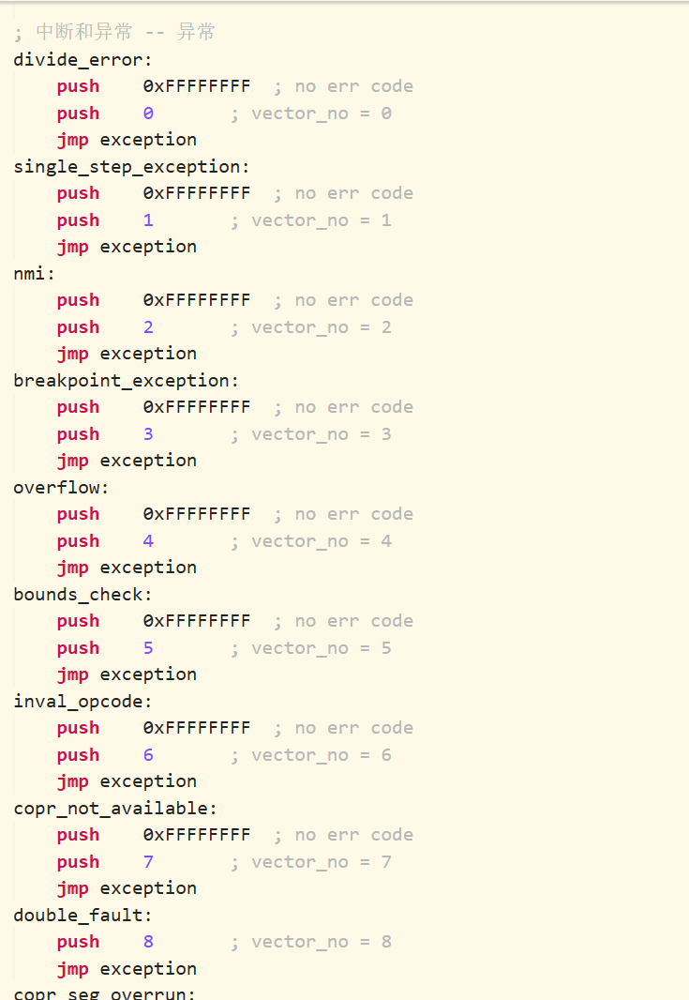 ; 中断和异常 -- 异常
divide_error:
    push    0xFFFFFFFF  ; no err code
    push    0       ; vector_no = 0
    jmp exception
single_step_exception:
    push    0xFFFFFFFF  ; no err code
    push    1       ; vector_no = 1
    jmp exception
nmi:
    push    0xFFFFFFFF  ; no err code
    push    2       ; vector_no = 2
    jmp exception
breakpoint_exception:
    push    0xFFFFFFFF  ; no err code
    push    3       ; vector_no = 3
    jmp exception
overflow:
    push    0xFFFFFFFF  ; no err code
    push    4       ; vector_no = 4
    jmp exception
bounds_check:
    push    0xFFFFFFFF  ; no err code
    push    5       ; vector_no = 5
    jmp exception
inval_opcode:
    push    0xFFFFFFFF  ; no err code
    push    6       ; vector_no = 6
    jmp exception
copr_not_available:
    push    0xFFFFFFFF  ; no err code
    push    7       ; vector_no = 7
    jmp exception
double_fault:
    push    8       ; vector_no = 8
    jmp exception
copr_seg_overrun: